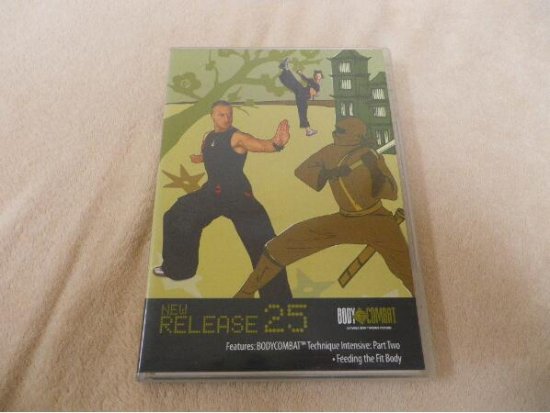 NEW
RELEASE 25
BODY COMBAT
Features: BODYCOMBAT™ Technique Intensive: Part Two
• Feeding the Fit Body